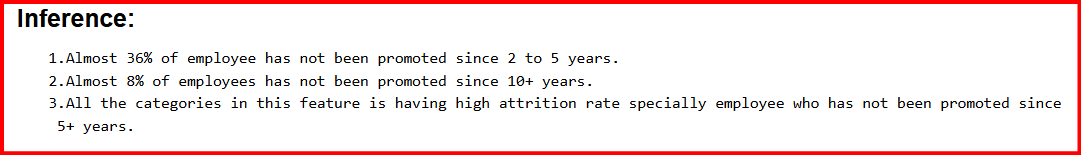 Inference:
1.Almost 36% of employee has not been promoted since 2 to 5 years.
2.Almost 8% of employees has not been promoted since 10+ years.
3.All the categories in this feature is having high attrition rate specially employee who has not been promoted since
5+ years.